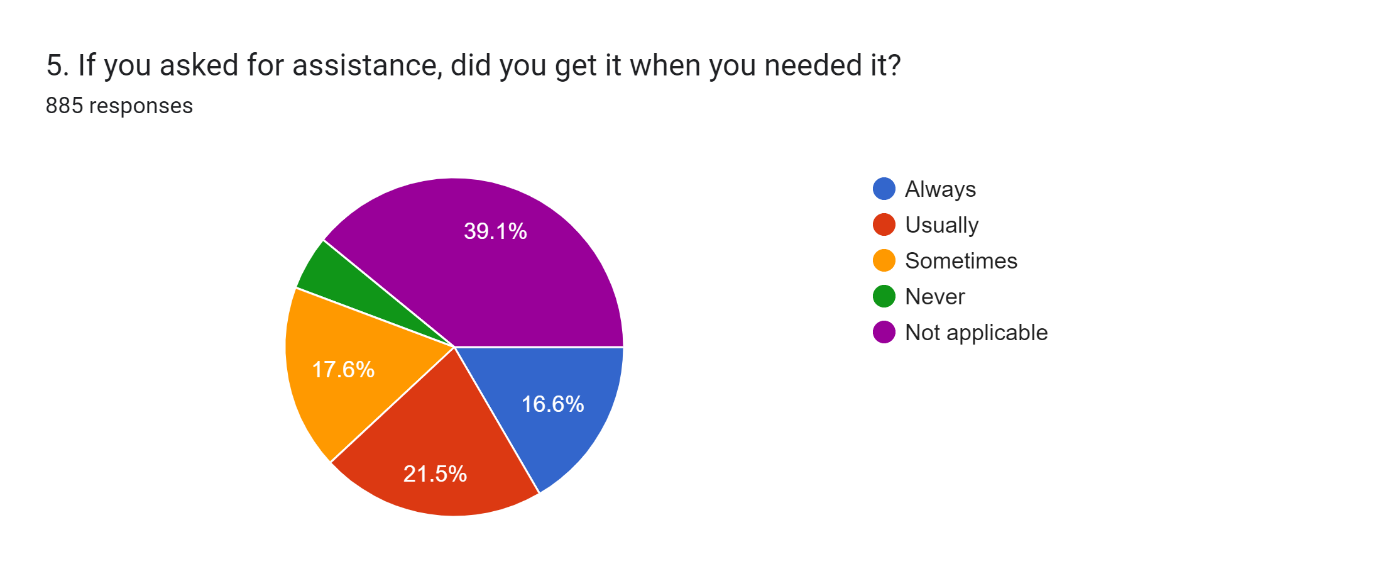 5. If you asked for assistance, did you get it when you needed it?
885 responses
39.1%
17.6%
16.6%
21.5%
Always
Usually
Sometimes
Never
Not applicable